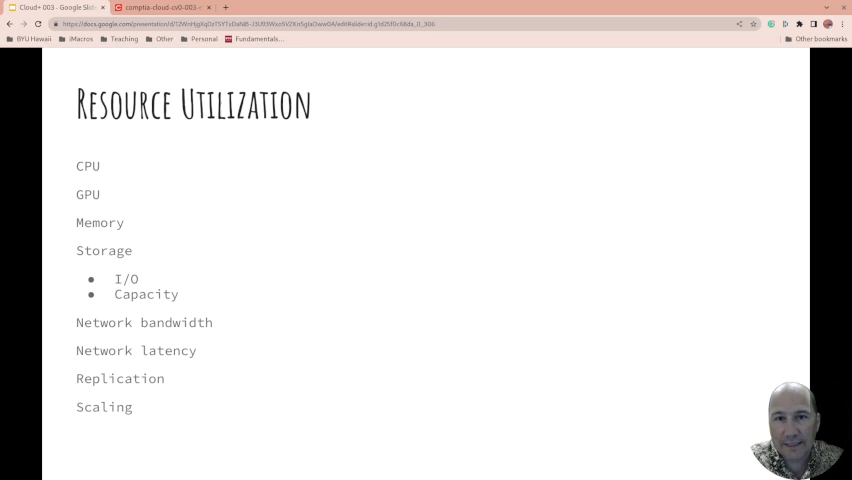 Cloud+ 003 - Google Slid
comptia-cloud-cv0-003-e
BYU Hawaii
iMacros
Teaching
Other
Personal
Fundamentals...
Other bookmarks
Resource Utilization
CPU
GPU
Memory
Storage
● I/O
● Capacity
Network bandwidth
Network latency
Replication
Scaling